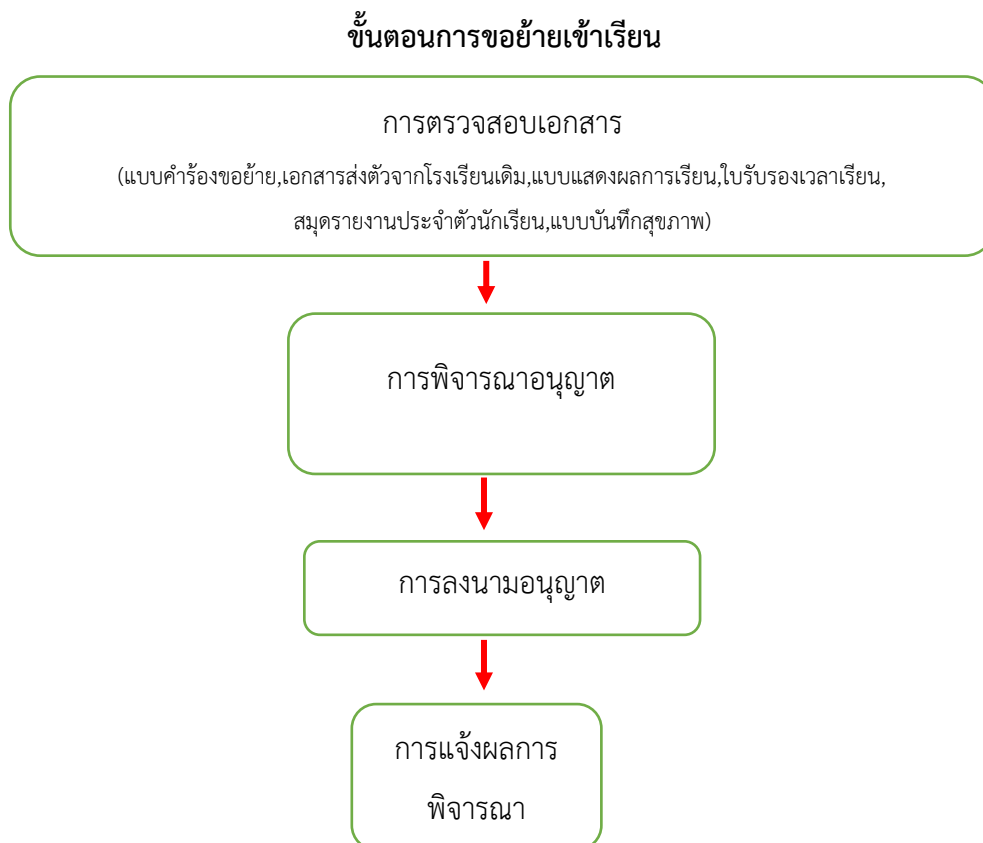 ขั้นตอนการขอย้ายเข้าเรียน
การตรวจสอบเอกสาร
(แบบคำร้องขอย้าย,เอกสารส่งตัวจากโรงเรียนเดิม,แบบแสดงผลการเรียน,ใบรับรองเวลาเรียน,
สมุดรายงานประจำตัวนักเรียน,แบบบันทึกสุขภาพ)
การพิจารณาอนุญาต
การลงนามอนุญาต
การแจ้งผลการ
พิจารณา